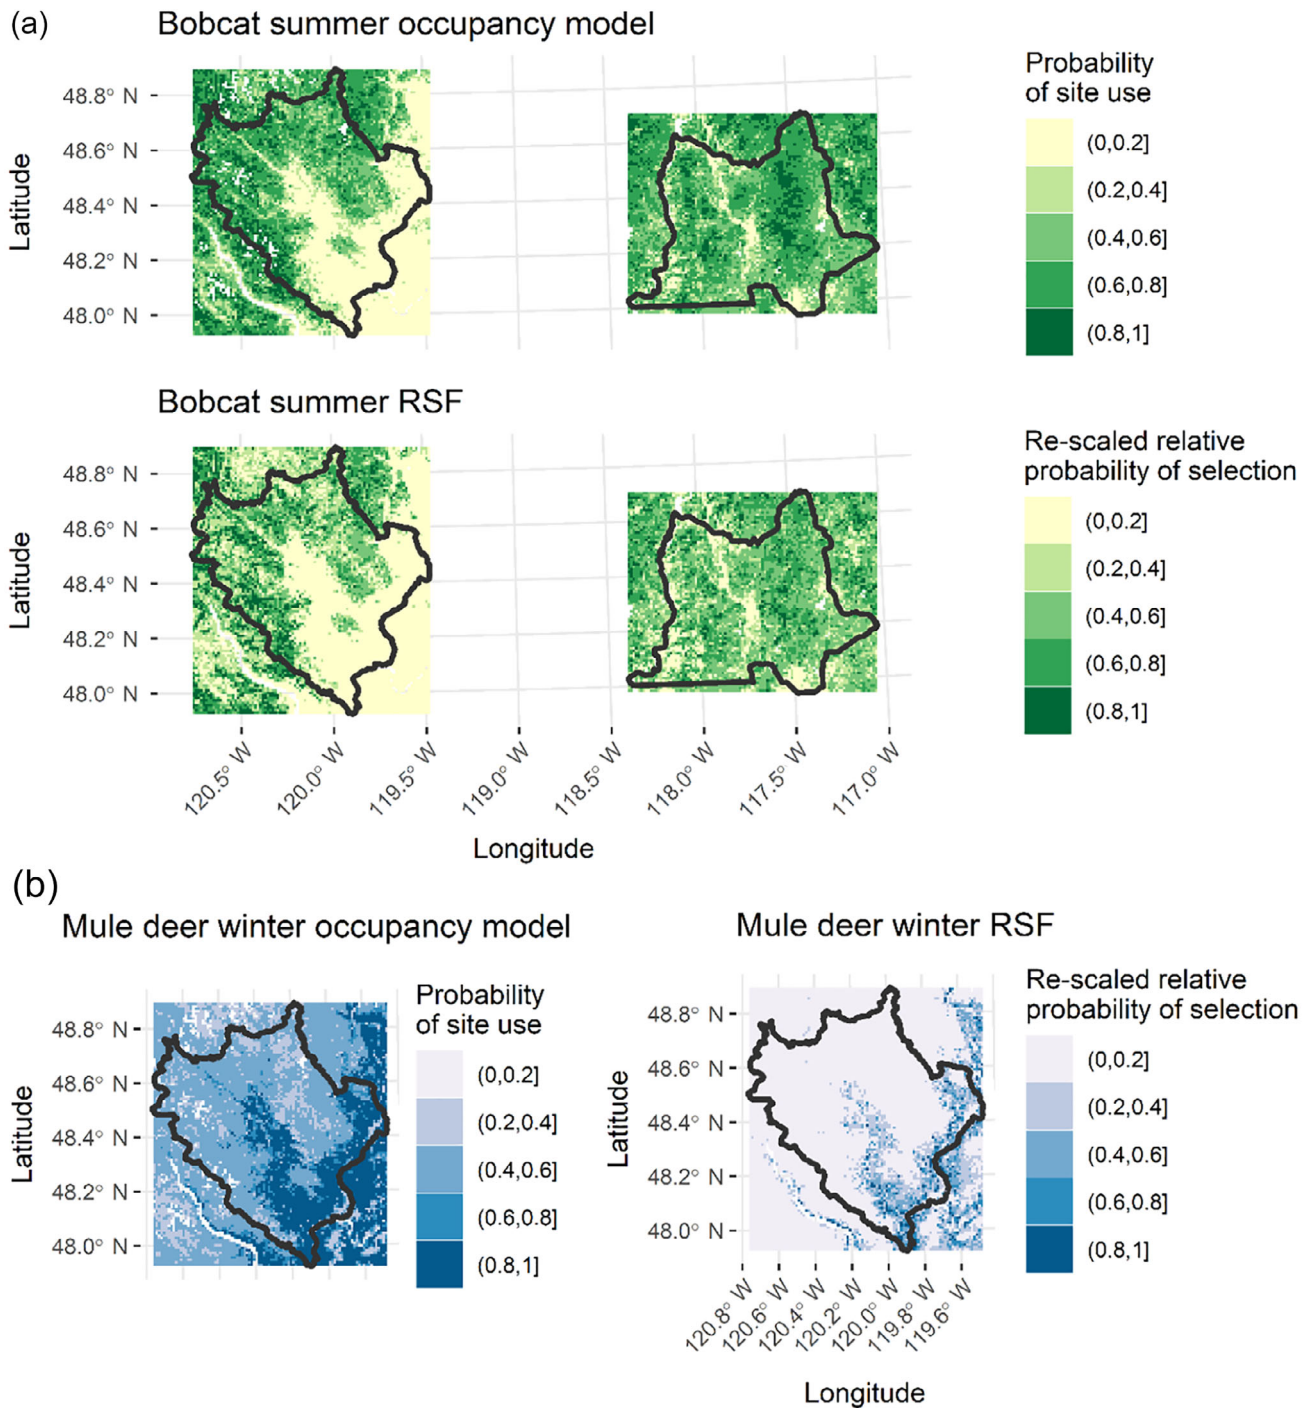 (a)
Bobcat summer occupancy model
Latitude
48.8° N
48.6° N
48.4° N
48.2° N
48.0° N
Probability
of site use
(0,0.2]
(0.2,0.4]
(0.4,0.6]
(0.6,0.8]
(0.8,1]
Bobcat summer RSF
Latitude
48.8° N
48.6° N
48.4° N
48.2° N
48.0° N
120.5° W
120.0° W
119.5° W
119.0° W
118.5° W
118.0° W
117.5° W
117.0° W
Longitude
Re-scaled relative
probability of selection
(0,0.2]
(0.2,0.4]
(0.4,0.6]
(0.6,0.8]
(0.8,1]
(b)
Mule deer winter occupancy model
Latitude
48.8° N
48.6° N
48.4° N
48.2° N
48.0° N
Probability
of site use
(0,0.2]
(0.2,0.4]
(0.4,0.6]
(0.6,0.8]
(0.8,1]
Mule deer winter RSF
Latitude
48.8° N
48.6° N
48.4° N
48.2° N
48.0° N
120.8° W
120.6° W
120.4° W
120.2° W
120.0° W
119.8° W
119.6° W
Longitude
Re-scaled relative
probability of selection
(0,0.2]
(0.2,0.4]
(0.4,0.6]
(0.6,0.8]
(0.8,1]